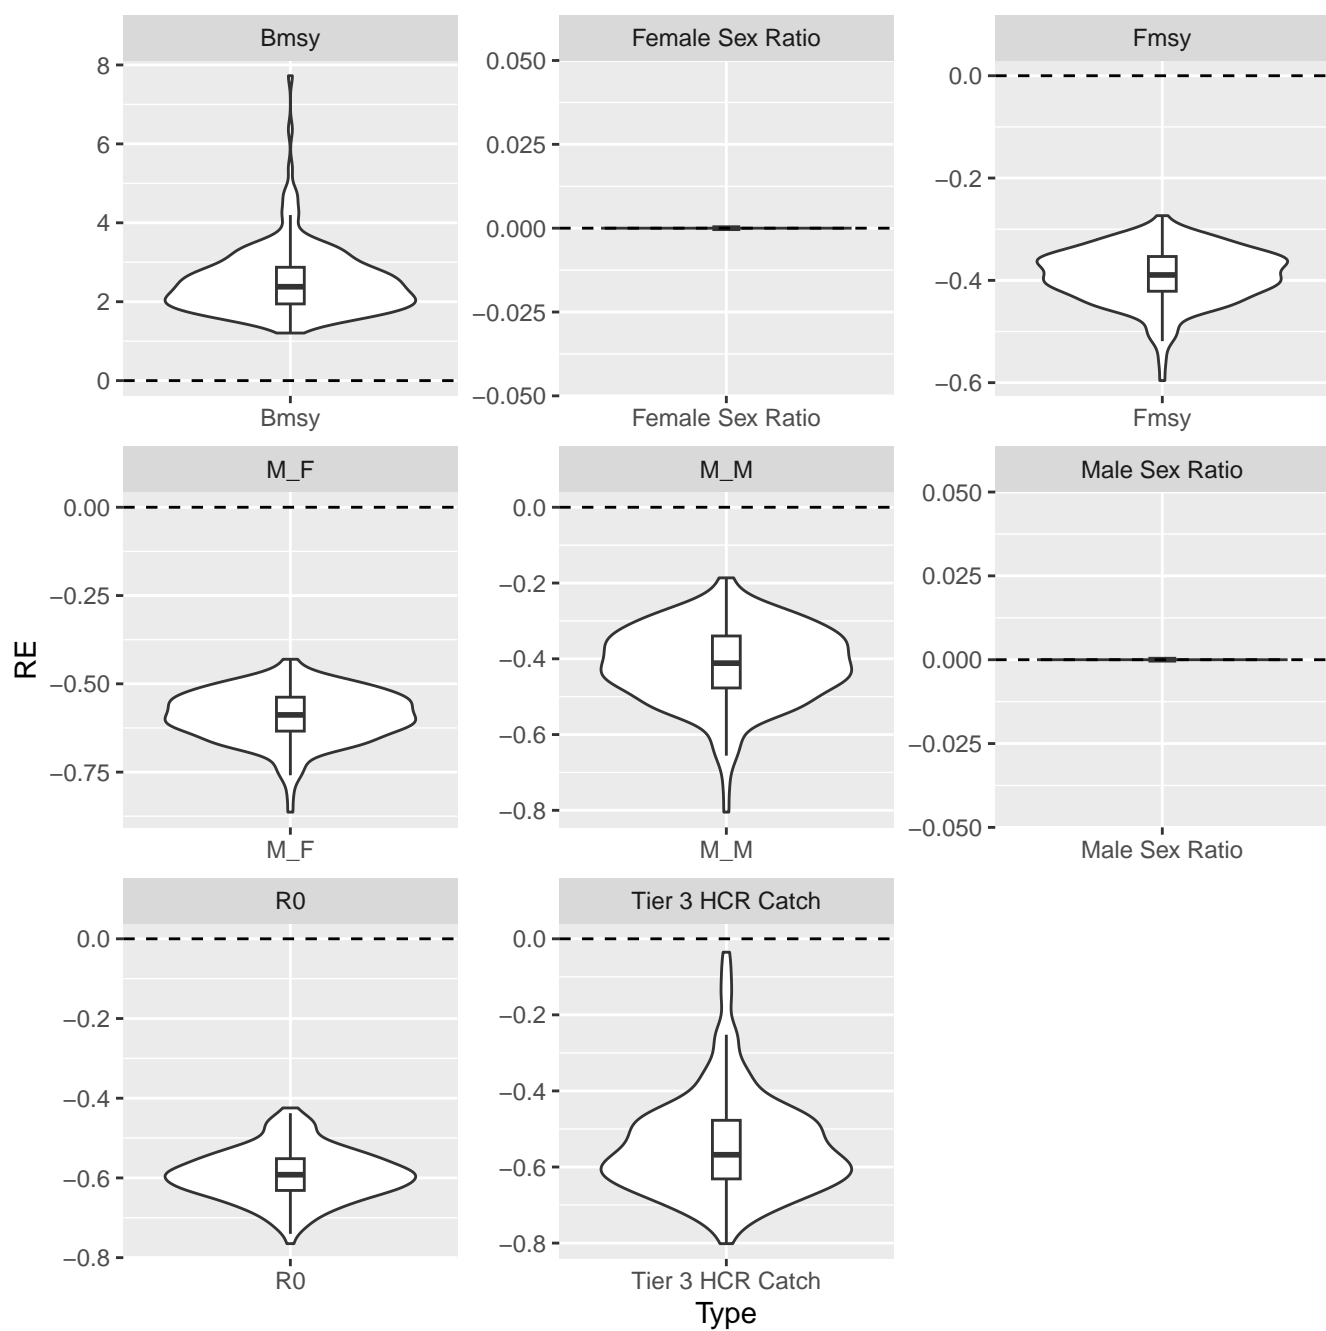 Bmsy
Female Sex Ratio
Fmsy
8
6
4
2
0
0.050
0.025
0.000
−0.025
−0.050
0.0
−0.2
−0.4
−0.6
Bmsy
Female Sex Ratio
Fmsy
M_F
M_M
Male Sex Ratio
RE
0.00
−0.25
−0.50
−0.75
0.0
−0.2
−0.4
−0.6
−0.8
0.050
0.025
0.000
−0.025
−0.050
M_F
M_M
Male Sex Ratio
R0
Tier 3 HCR Catch
0.0
−0.2
−0.4
−0.6
−0.8
0.0
−0.2
−0.4
−0.6
−0.8
R0
Tier 3 HCR Catch
Type